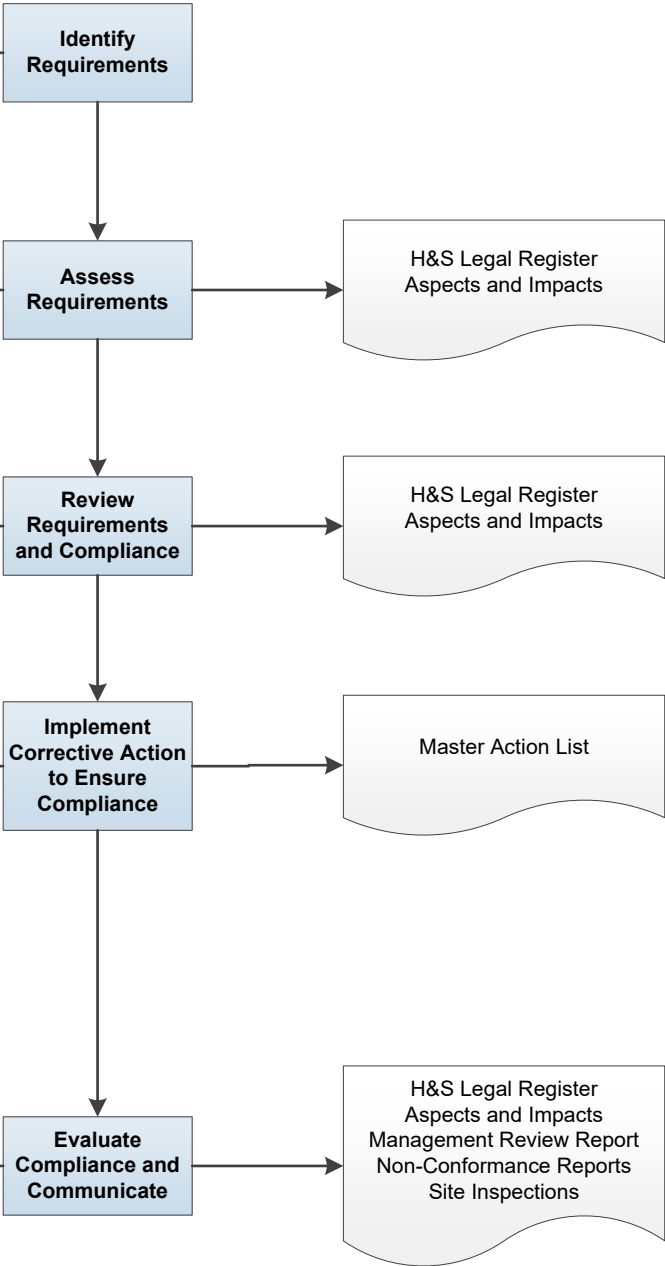 Identify
Requirements
Assess
Requirements
H&S Legal Register
Aspects and Impacts
Review
Requirements
and Compliance
H&S Legal Register
Aspects and Impacts
Implement
Corrective Action
to Ensure
Compliance
Master Action List
Evaluate
Compliance and
Communicate
H&S Legal Register
Aspects and Impacts
Management Review Report
Non-Conformance Reports
Site Inspections